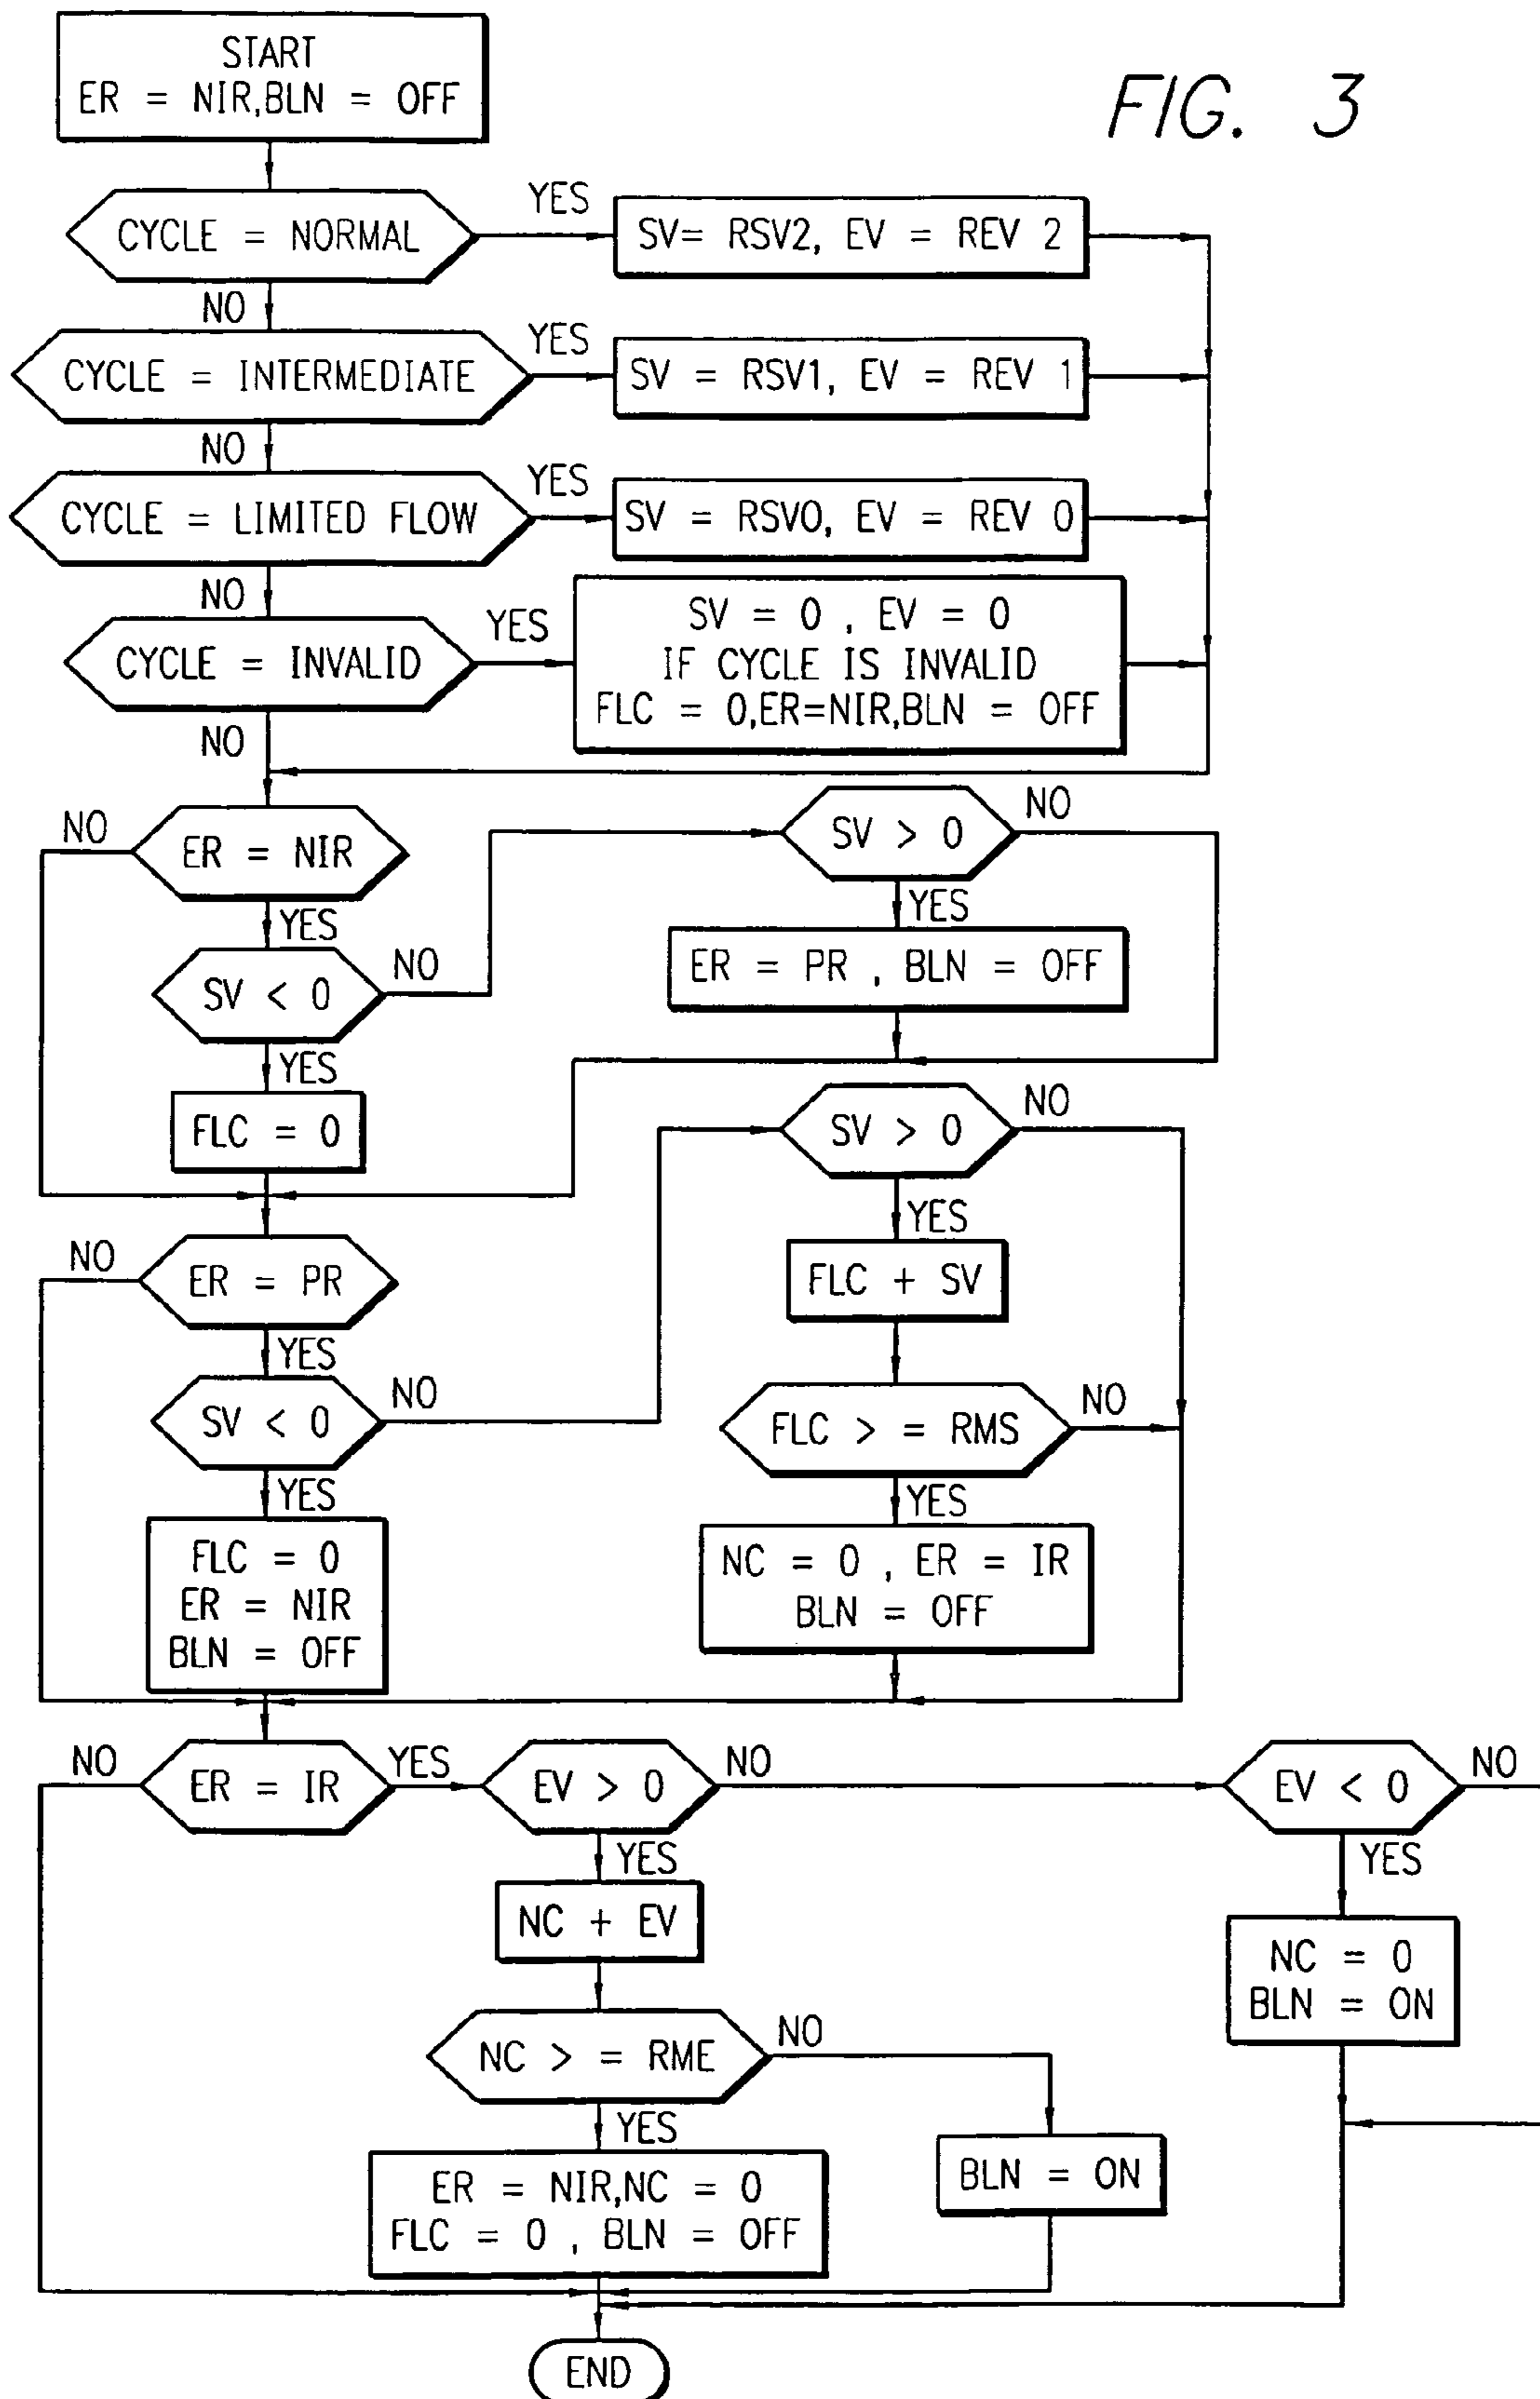 FIG. 3
START
ER = NIR,BLN = OFF
CYCLE = NORMAL
YES
SV= RSV2, EV = REV 2
NO
CYCLE = INTERMEDIATE
YES
SV = RSV1, EV = REV 1
NO
CYCLE = LIMITED FLOW
YES
SV = RSV0, EV = REV 0
NO
CYCLE = INVALID
YES
SV = 0 , EV = 0
IF CYCLE IS INVALID
FLC = 0,ER=NIR,BLN = OFF
NO
NO
ER = NIR
YES
SV < 0
NO
SV > 0
NO
YES
ER = PR , BLN = OFF
YES
FLC = 0
NO
ER = PR
YES
SV < 0
NO
SV > 0
NO
YES
FLC + SV
FLC > = RMS
NO
YES
NC = 0 , ER = IR
BLN = OFF
YES
FLC = 0
ER = NIR
BLN = OFF
NO
ER = IR
YES
EV > 0
NO
EV < 0
NO
YES
NC + EV
YES
NC = 0
BLN = ON
NC > = RME
NO
YES
BLN = ON
ER = NIR,NC = 0
FLC = 0 , BLN = OFF
END